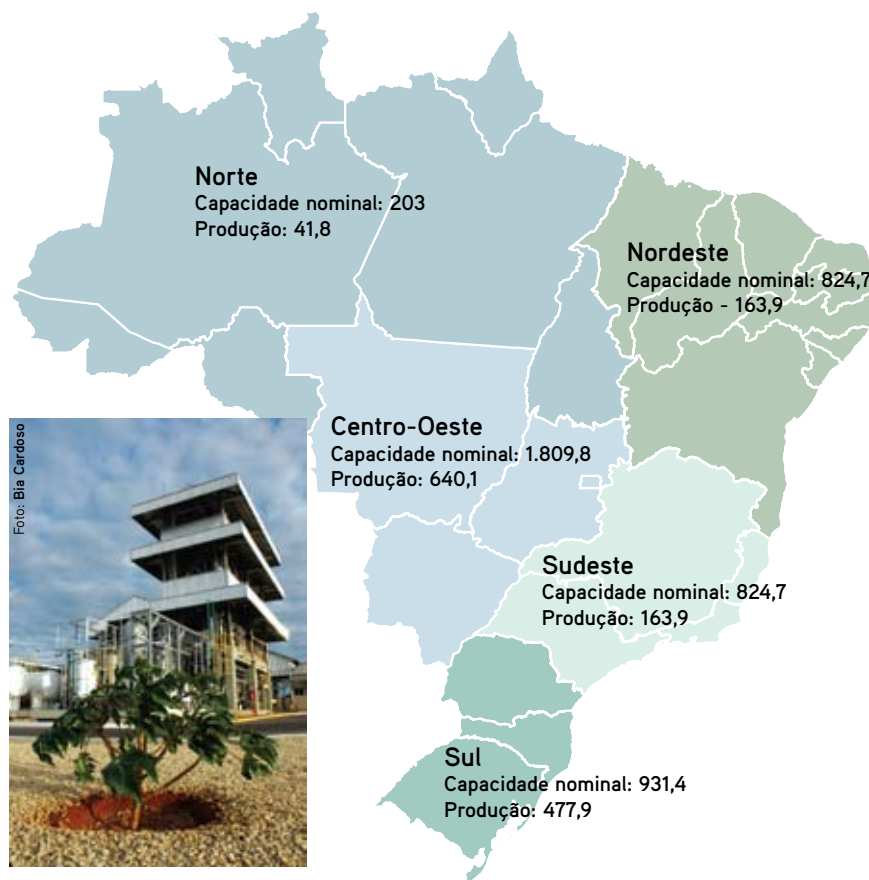 Norte
Capacidade nominal: 203
Produção: 41,8
Nordeste
Capacidade nominal: 824,7
Produção - 163,9
Centro-Oeste
Capacidade nominal: 1.809,8
Produção: 640,1
Foto: Bia Cardoso
Sudeste
Capacidade nominal: 824,7
Produção: 163,9
Sul
Capacidade nominal: 931,4
Produção: 477,9